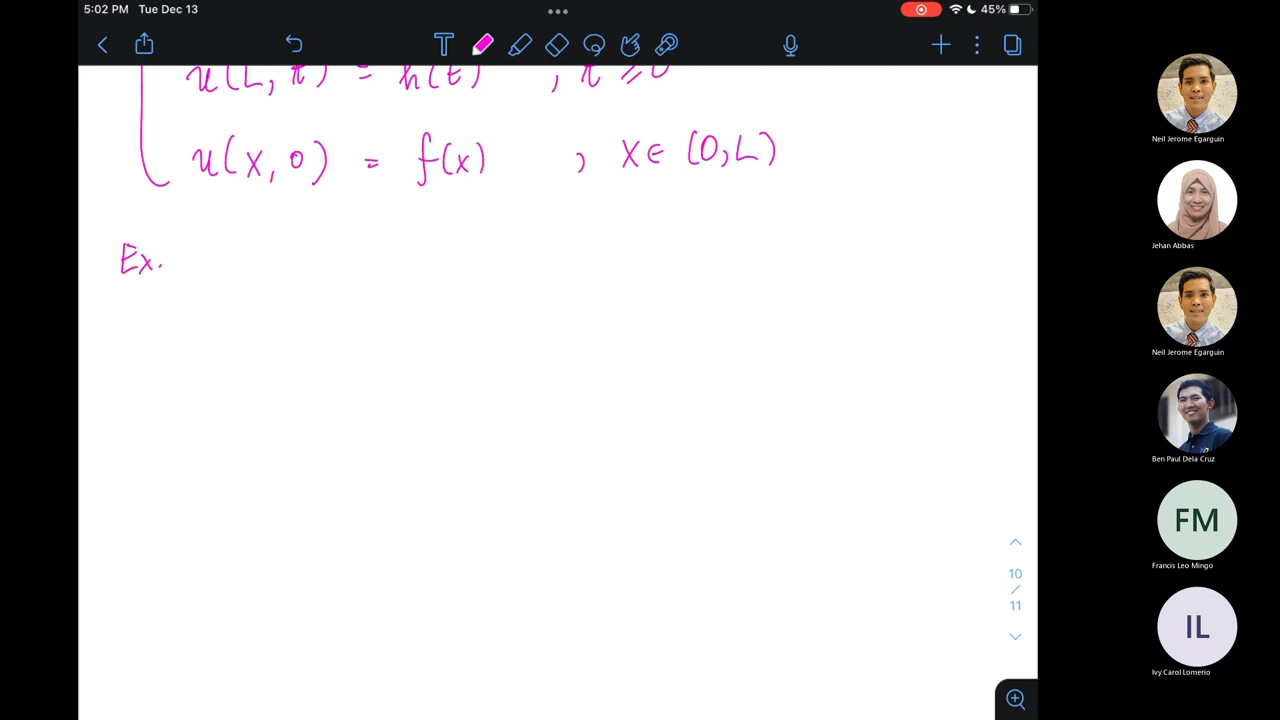 5:02 PM Tue Dec 13
45%
u(L, t) = h(t) , t ≥ 0
u(x, 0) = f(x) , x ∈ (0, L)
Ex.
10
/
11
Neil Jerome Egarguin
Jehan Abbas
Neil Jerome Egarguin
Ben Paul Dela Cruz
FM
Francis Leo Mingo
IL
Ivy Carol Lomerio